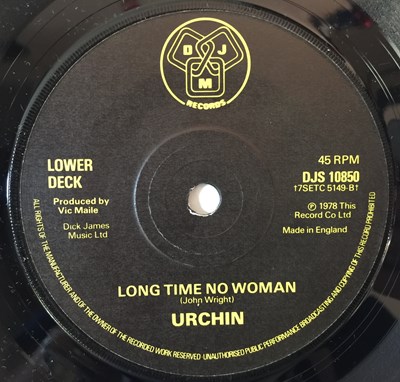 D J
M
RECORDS
LOWER
DECK
45 RPM
DJS 10850
†7SETC 5149-B†
Produced by
Vic Maile
Ⓟ 1978 This
Record Co Ltd
Dick James
Music Ltd
Made in England
LONG TIME NO WOMAN
(John Wright)
URCHIN
ALL RIGHTS OF THE MANUFACTURER AND OF THE OWNER OF THE RECORDED WORK RESERVED UNAUTHORISED PUBLIC PERFORMANCE BROADCASTING AND COPYING OF THIS RECORD PROHIBITED